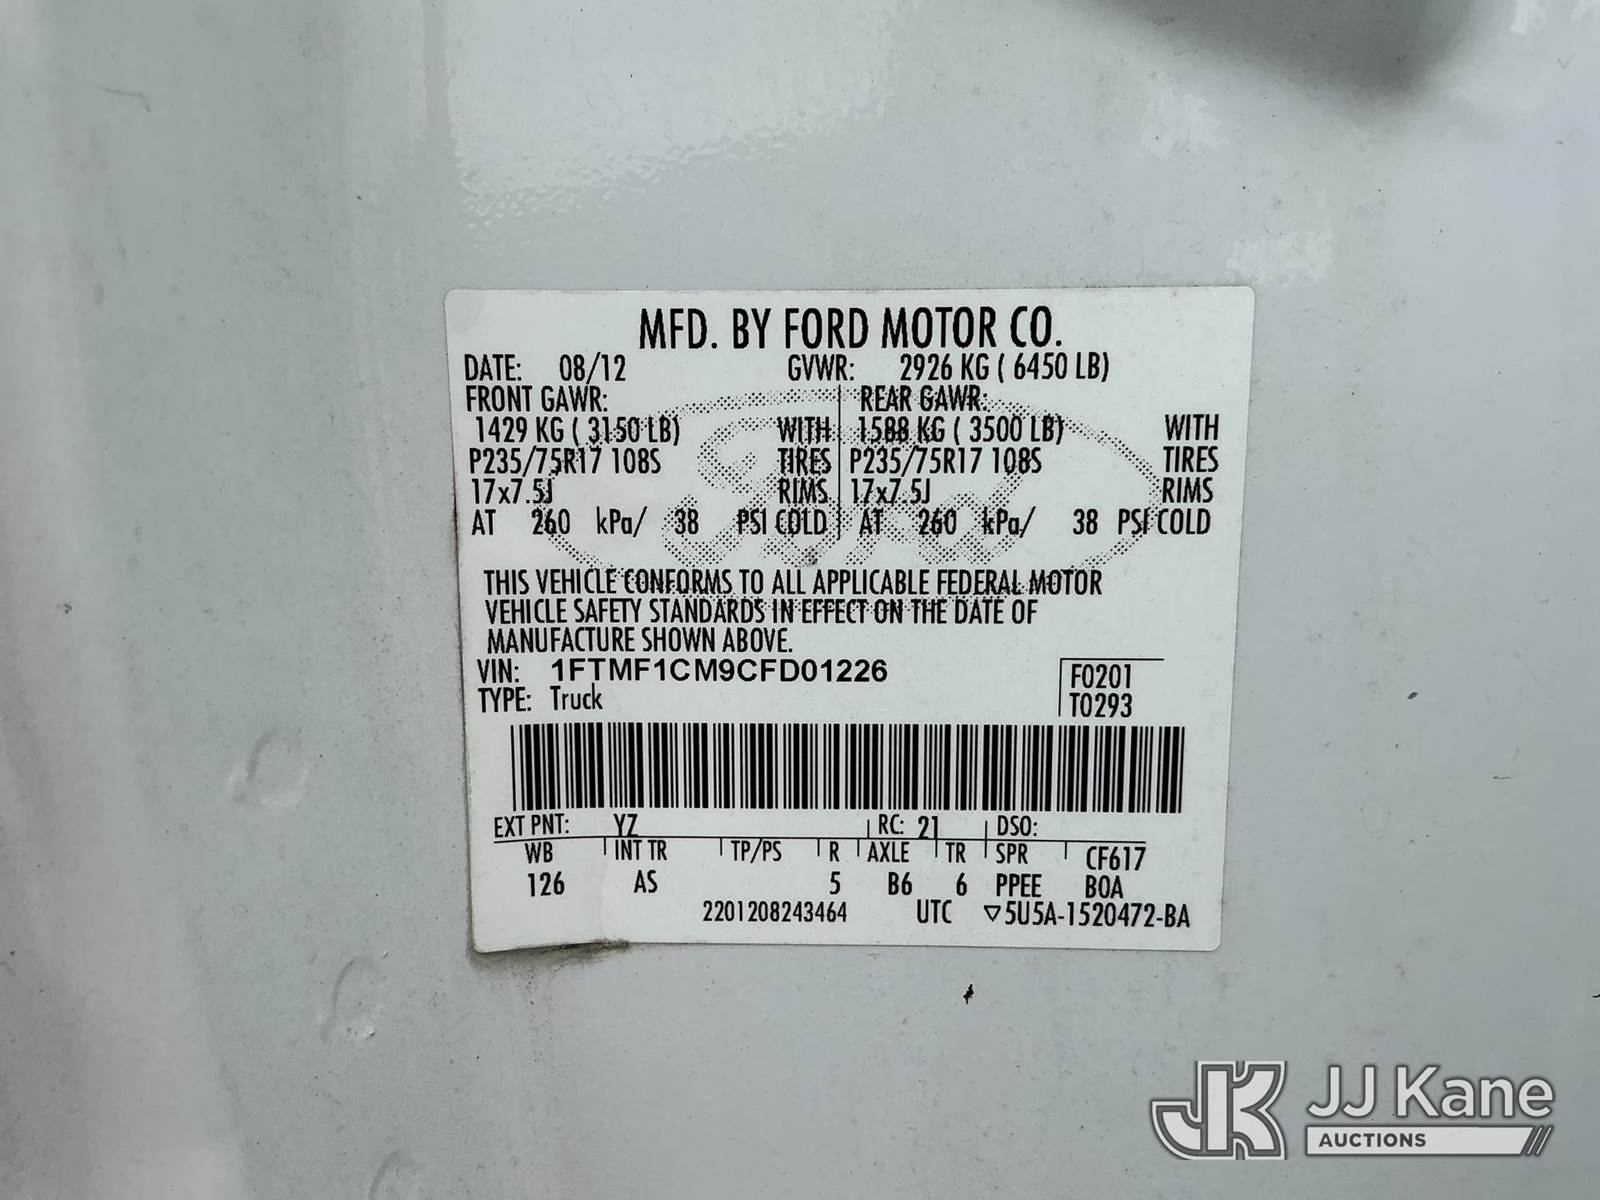 MFD. BY FORD MOTOR CO.
DATE: 08/12 GVWR: 2926 KG ( 6450 LB)
FRONT GAWR: REAR GAWR:
1429 KG ( 3150 LB) WITH 1588 KG ( 3500 LB) WITH
P235/75R17 108S TIRES P235/75R17 108S TIRES
17x7.5J RIMS 17x7.5J RIMS
AT 260 kPa/ 38 PSI COLD AT 260 kPa/ 38 PSI COLD
Ford
THIS VEHICLE CONFORMS TO ALL APPLICABLE FEDERAL MOTOR
VEHICLE SAFETY STANDARDS IN EFFECT ON THE DATE OF
MANUFACTURE SHOWN ABOVE.
VIN: 1FTMF1CM9CFD01226 F0201
TYPE: Truck T0293
EXT PNT: YZ RC: 21 DSO:
WB INT TR TP/PS R AXLE TR SPR CF617
126 AS 5 B6 6 PPEE BOA
2201208243464 UTC ▽5U5A-1520472-BA
JK JJ Kane
AUCTIONS